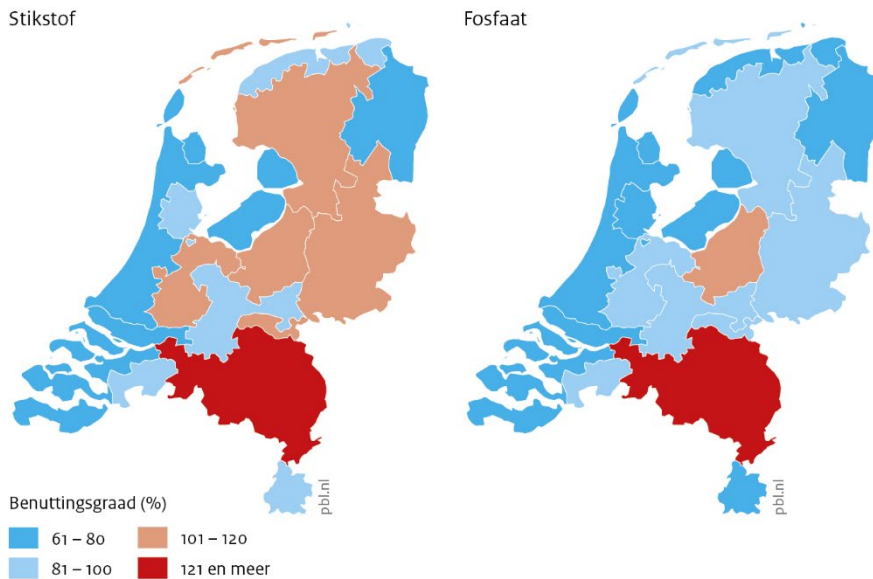 Stikstof
Fosfaat
pbl.nl
pbl.nl
Benuttingsgraad (%)
61 – 80
101 – 120
81 – 100
121 en meer